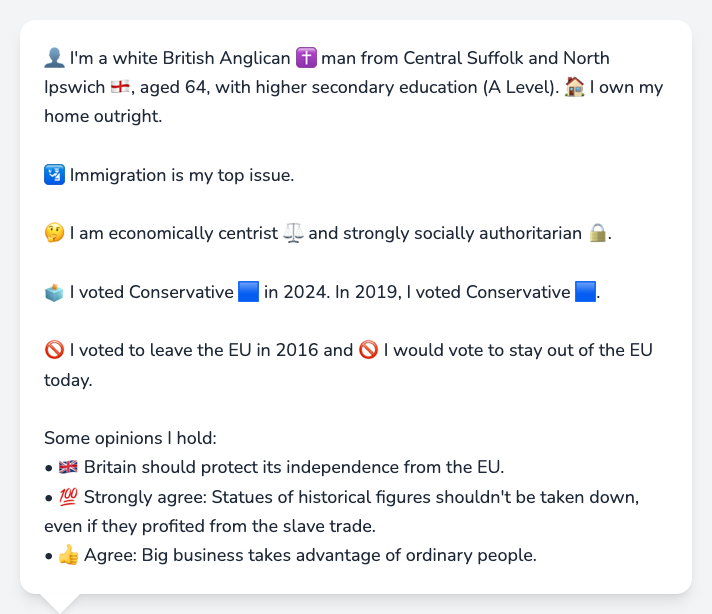 👤 I'm a white British Anglican ✝️ man from Central Suffolk and North
Ipswich 🏴󠁧󠁢󠁥󠁮󠁧󠁿, aged 64, with higher secondary education (A Level). 🏠 I own my
home outright.
🛂 Immigration is my top issue.
🤔 I am economically centrist ⚖️ and strongly socially authoritarian 🔒.
🗳️ I voted Conservative 🟦 in 2024. In 2019, I voted Conservative 🟦.
🚫 I voted to leave the EU in 2016 and 🚫 I would vote to stay out of the EU
today.
Some opinions I hold:
• 🇬🇧 Britain should protect its independence from the EU.
• 💯 Strongly agree: Statues of historical figures shouldn't be taken down,
even if they profited from the slave trade.
• 👍 Agree: Big business takes advantage of ordinary people.